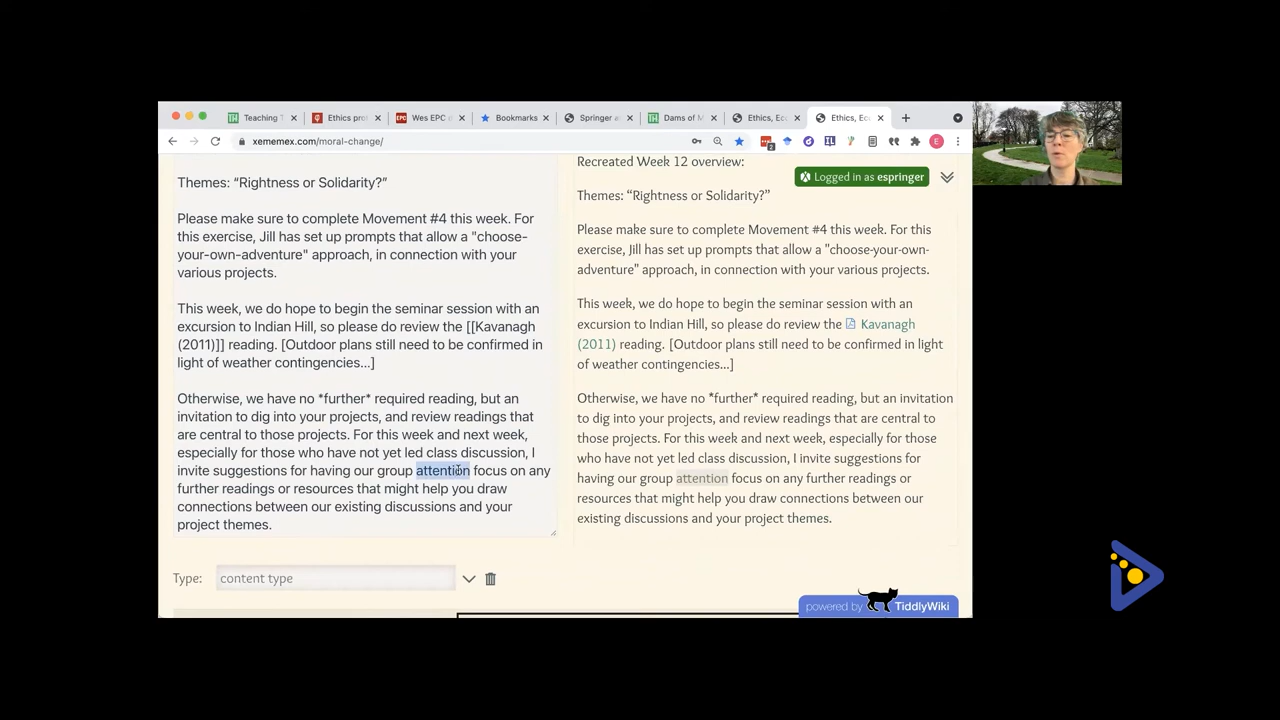 Teaching T
Ethics pro
Wes EPC d
Bookmarks
Springer a
Dams of M
Ethics, Eco
Ethics, Eco
xememex.com/moral-change/
Themes: “Rightness or Solidarity?”
Please make sure to complete Movement #4 this week. For
this exercise, Jill has set up prompts that allow a "choose-
your-own-adventure" approach, in connection with your
various projects.
This week, we do hope to begin the seminar session with an
excursion to Indian Hill, so please do review the [[Kavanagh
(2011)]] reading. [Outdoor plans still need to be confirmed in
light of weather contingencies...]
Otherwise, we have no *further* required reading, but an
invitation to dig into your projects, and review readings that
are central to those projects. For this week and next week,
especially for those who have not yet led class discussion, I
invite suggestions for having our group attention focus on any
further readings or resources that might help you draw
connections between our existing discussions and your
project themes.
Recreated Week 12 overview:
Logged in as espringer
Themes: “Rightness or Solidarity?”
Please make sure to complete Movement #4 this week. For this
exercise, Jill has set up prompts that allow a "choose-your-own-
adventure" approach, in connection with your various projects.
This week, we do hope to begin the seminar session with an
excursion to Indian Hill, so please do review the Kavanagh
(2011) reading. [Outdoor plans still need to be confirmed in light
of weather contingencies...]
Otherwise, we have no *further* required reading, but an invitation
to dig into your projects, and review readings that are central to
those projects. For this week and next week, especially for those
who have not yet led class discussion, I invite suggestions for
having our group attention focus on any further readings or
resources that might help you draw connections between our
existing discussions and your project themes.
Type:
content type
powered by TiddlyWiki